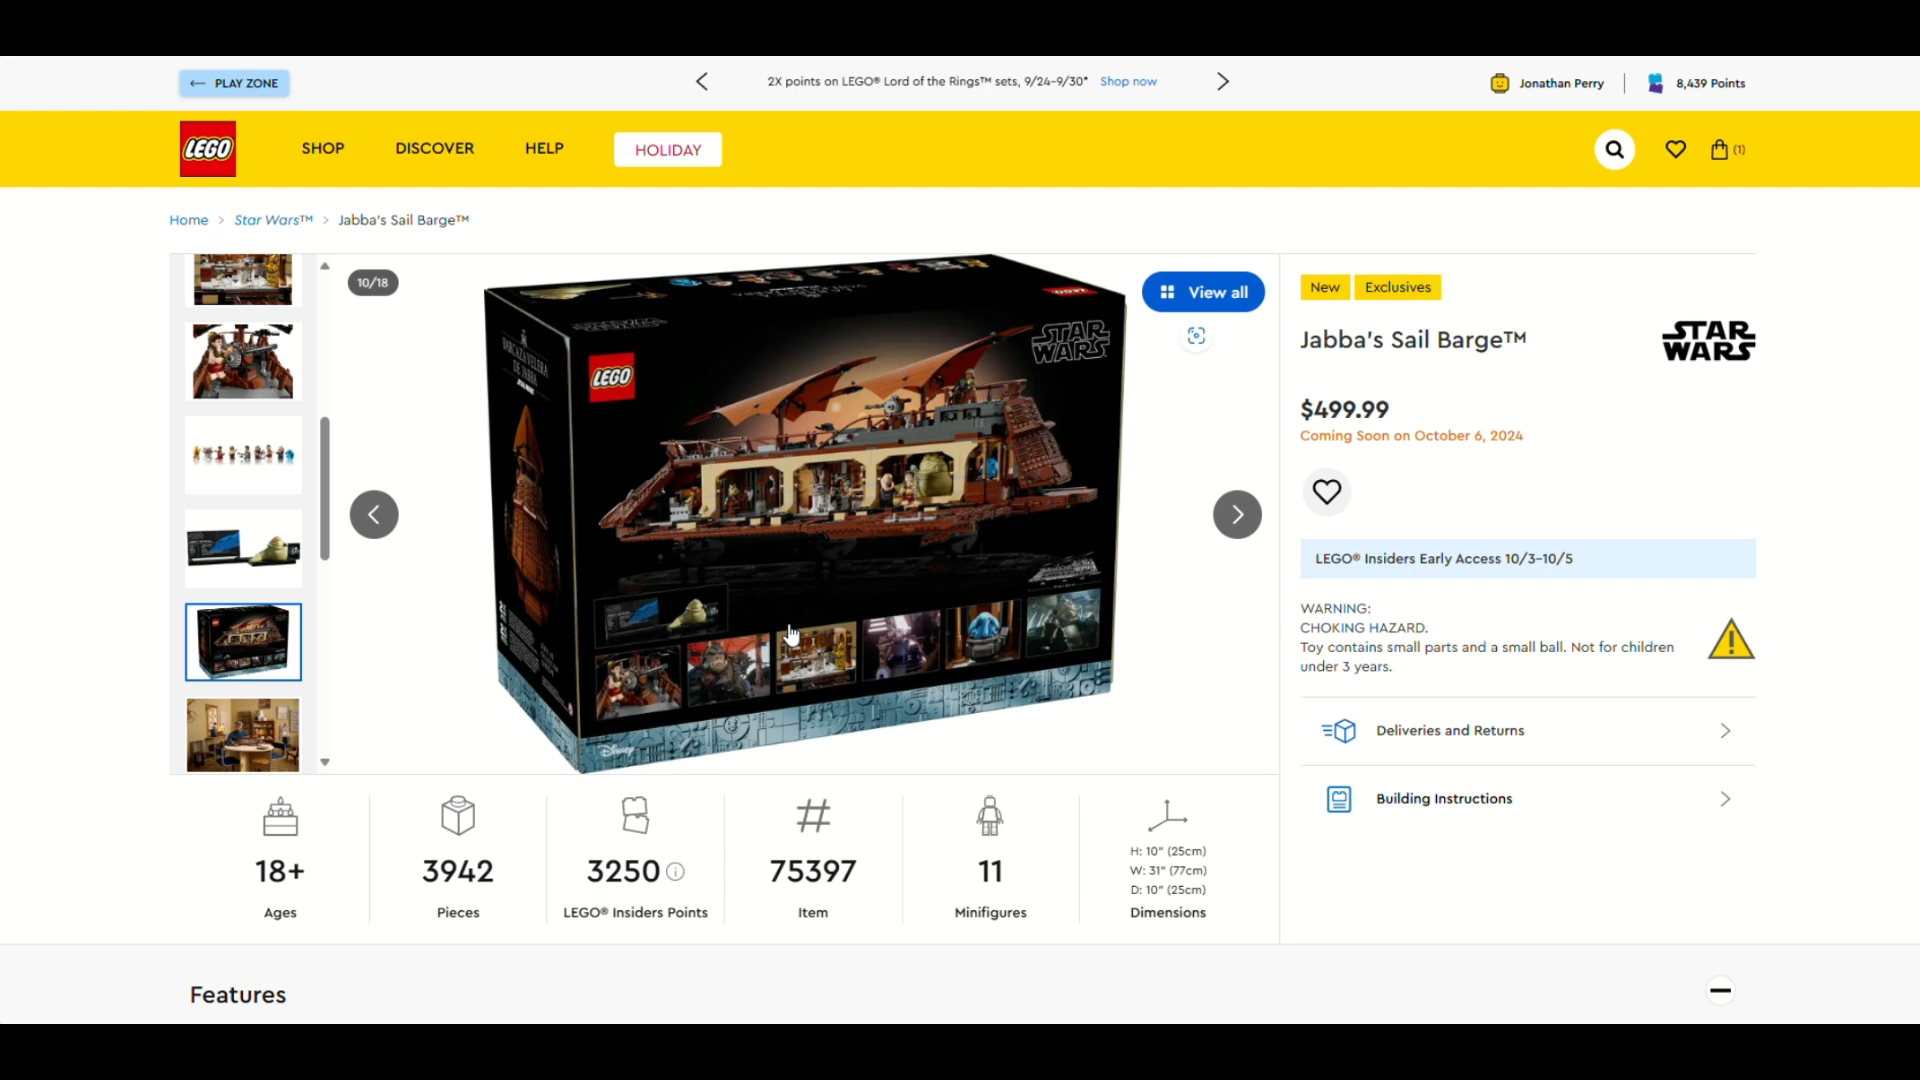 PLAY ZONE
2X points on LEGO® Lord of the Rings™ sets, 9/24-9/30* Shop now
Jonathan Perry
8,439 Points
LEGO
SHOP
DISCOVER
HELP
HOLIDAY
(1)
Home > Star Wars™ > Jabba's Sail Barge™
10/18
View all
BARCAZA VELERA
DE JABBA
STAR WARS
LEGO
STAR WARS
Disney
New
Exclusives
Jabba's Sail Barge™
STAR WARS
$499.99
Coming Soon on October 6, 2024
LEGO® Insiders Early Access 10/3-10/5
WARNING:
CHOKING HAZARD.
Toy contains small parts and a small ball. Not for children
under 3 years.
Deliveries and Returns
Building Instructions
18+
Ages
3942
Pieces
3250
LEGO® Insiders Points
75397
Item
11
Minifigures
H: 10" (25cm)
W: 31" (77cm)
D: 10" (25cm)
Dimensions
Features